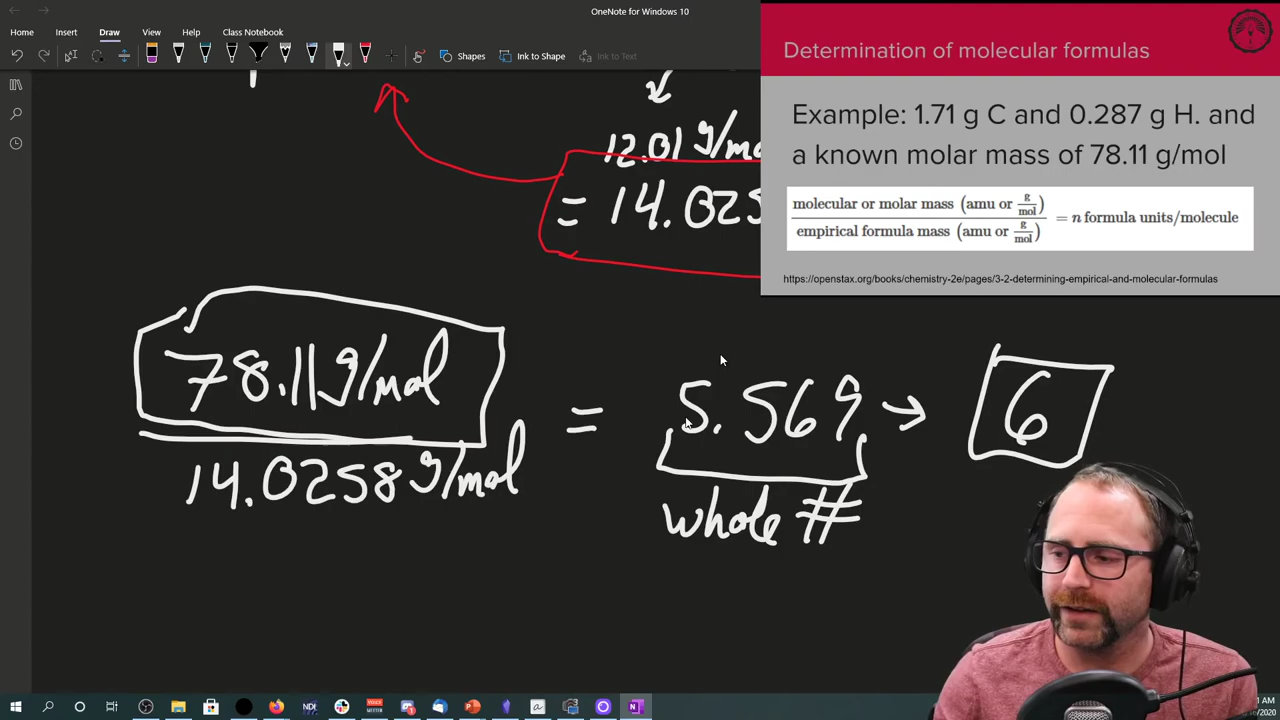 OneNote for Windows 10
Home Insert Draw View Help Class Notebook
Shapes Ink to Shape Ink to Text
Determination of molecular formulas
Example: 1.71 g C and 0.287 g H. and
a known molar mass of 78.11 g/mol
molecular or molar mass (amu or g/mol)
empirical formula mass (amu or g/mol)
= n formula units/molecule
https://openstax.org/books/chemistry-2e/pages/3-2-determining-empirical-and-molecular-formulas
12.01 g/mo
= 14.025
78.11 g/mol
14.0258 g/mol
= 5.569 → 6
whole #